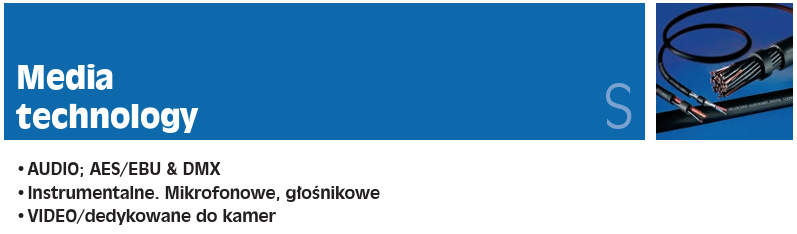 Media
technology
S
• AUDIO; AES/EBU & DMX
• Instrumentalne. Mikrofonowe, głośnikowe
• VIDEO/dedykowane do kamer